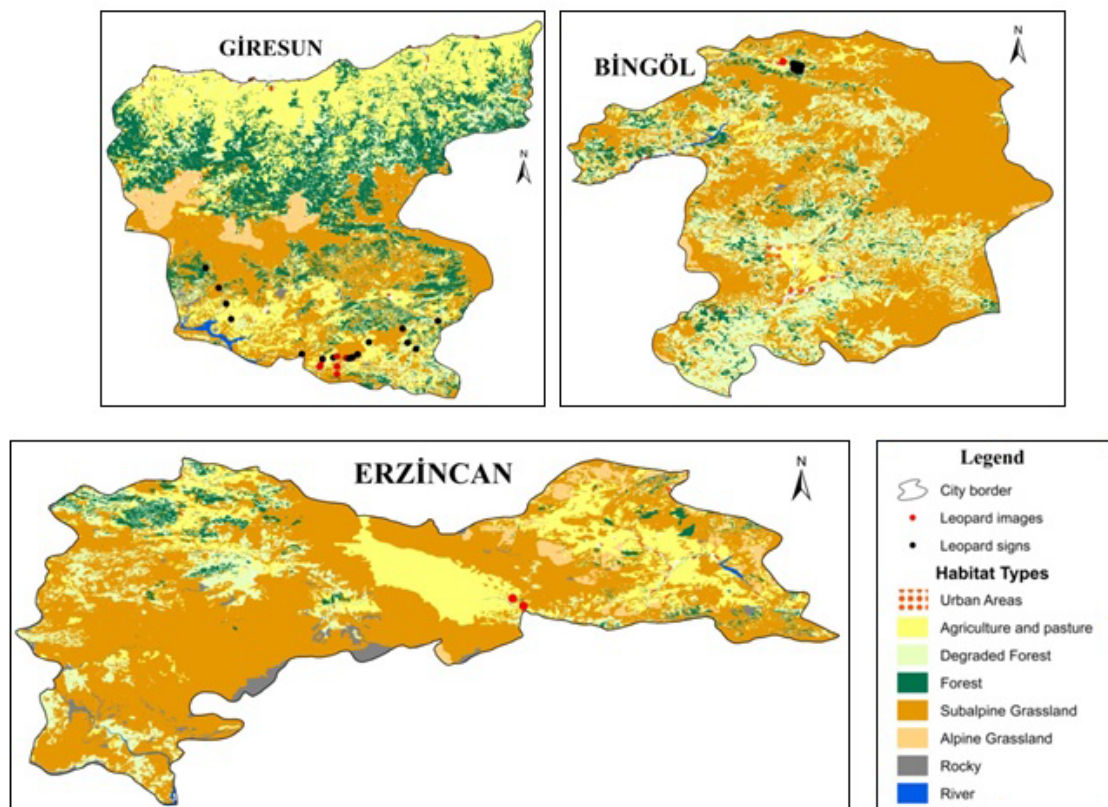 GİRESUN
N
BİNGÖL
N
ERZİNCAN
N
Legend
City border
Leopard images
Leopard signs
Habitat Types
Urban Areas
Agriculture and pasture
Degraded Forest
Forest
Subalpine Grassland
Alpine Grassland
Rocky
River